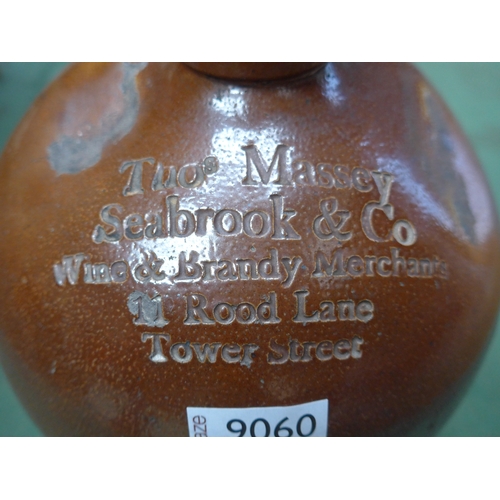 Thos Massey
Seabrook & Co
Wine & Brandy Merchants
11 Rood Lane
Tower Street
9060